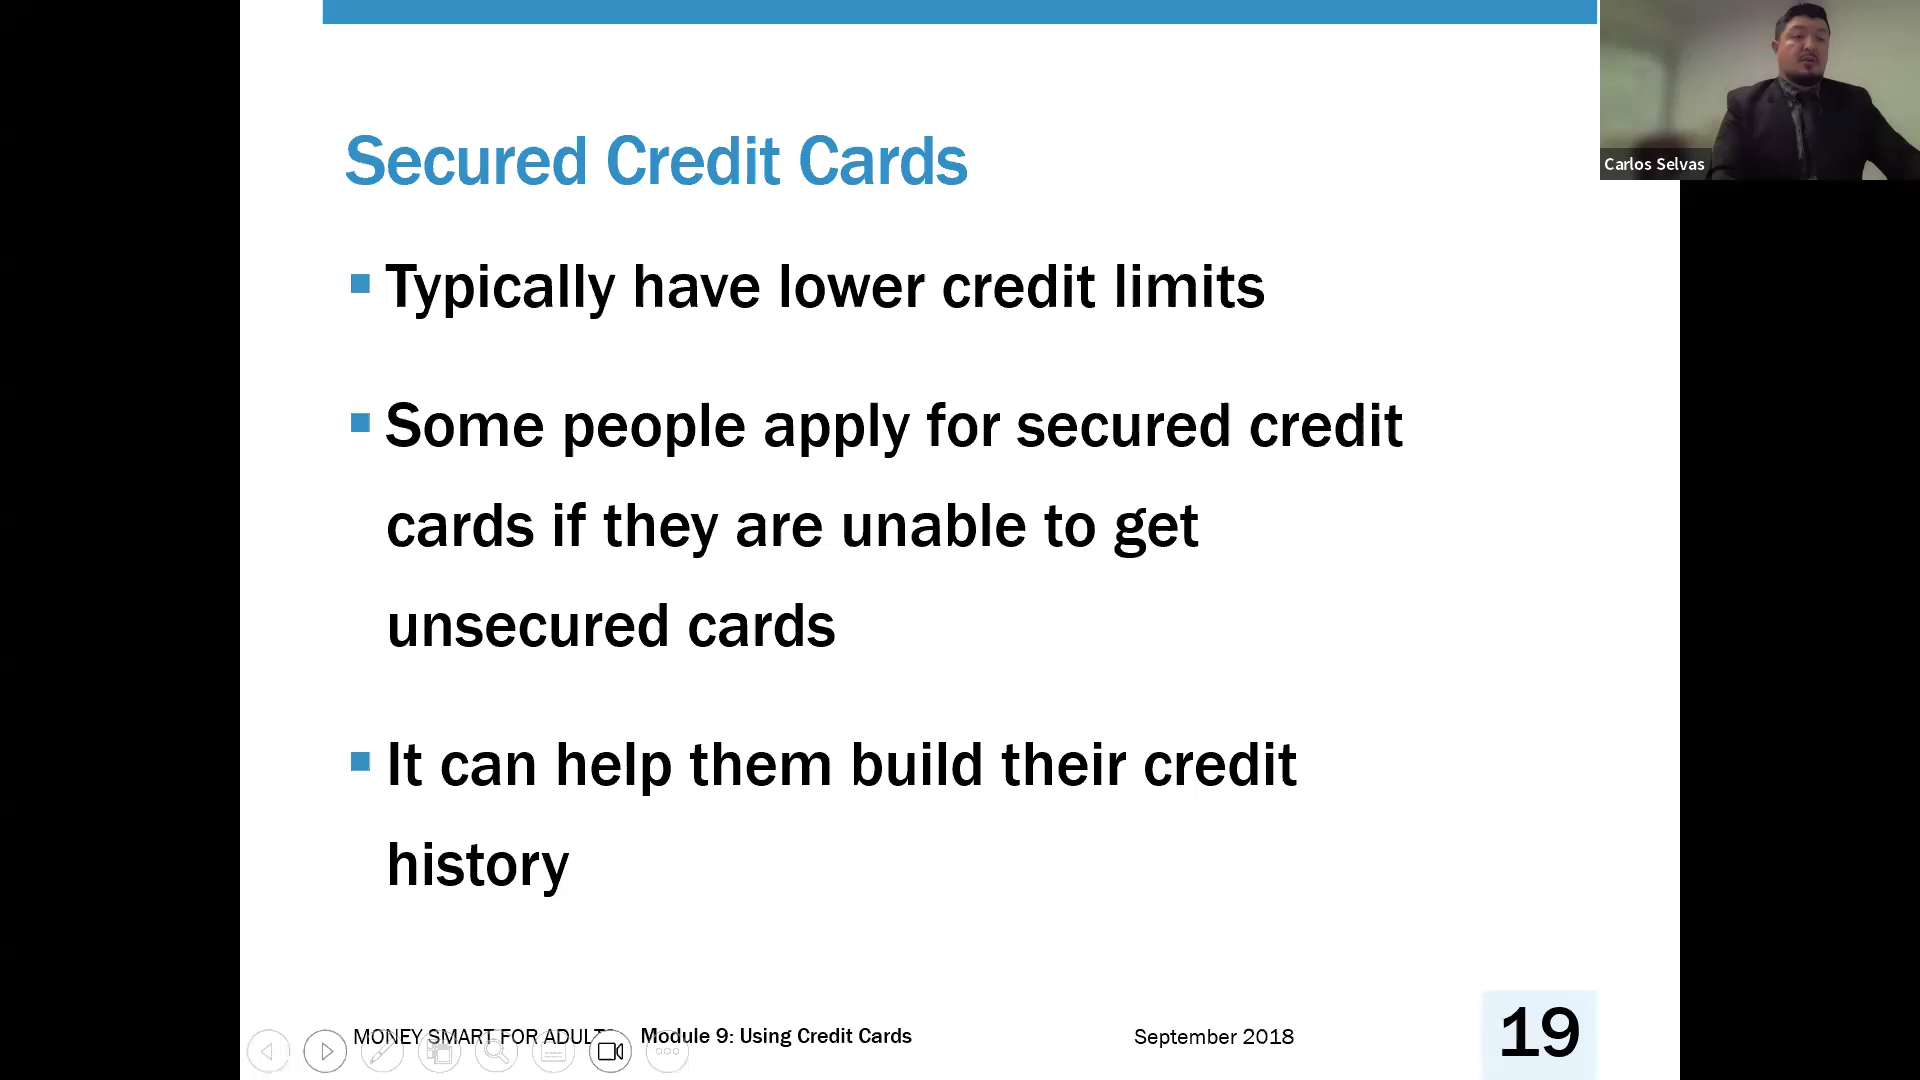 Secured Credit Cards
Typically have lower credit limits
Some people apply for secured credit
cards if they are unable to get
unsecured cards
It can help them build their credit
history
MONEY SMART FOR ADULTS Module 9: Using Credit Cards September 2018 19
Carlos Selvas